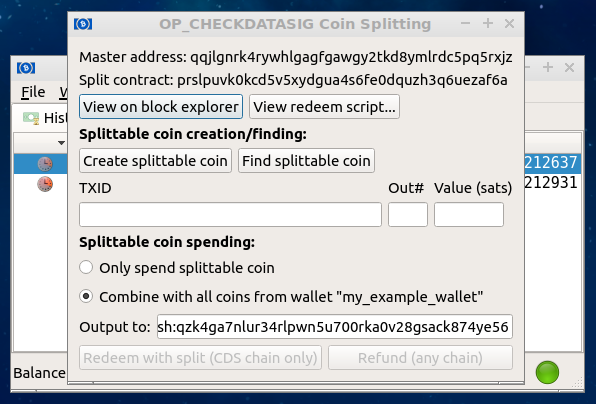 OP_CHECKDATASIG Coin Splitting
Master address: qqjlgnrk4rywhlgagfgawgy2tkd8ymlrdc5pq5rxjz
Split contract: prslpuvk0kcd5v5xydgua4s6fe0dquzh3q6uezaf6a
View on block explorer View redeem script...
Splittable coin creation/finding:
Create splittable coin Find splittable coin
TXID Out# Value (sats)
Splittable coin spending:
Only spend splittable coin
Combine with all coins from wallet "my_example_wallet"
Output to: sh:qzk4ga7nlur34rlpwn5u700rka0v28gsack874ye56
Redeem with split (CDS chain only) Refund (any chain)
File
212637
212931
Balance